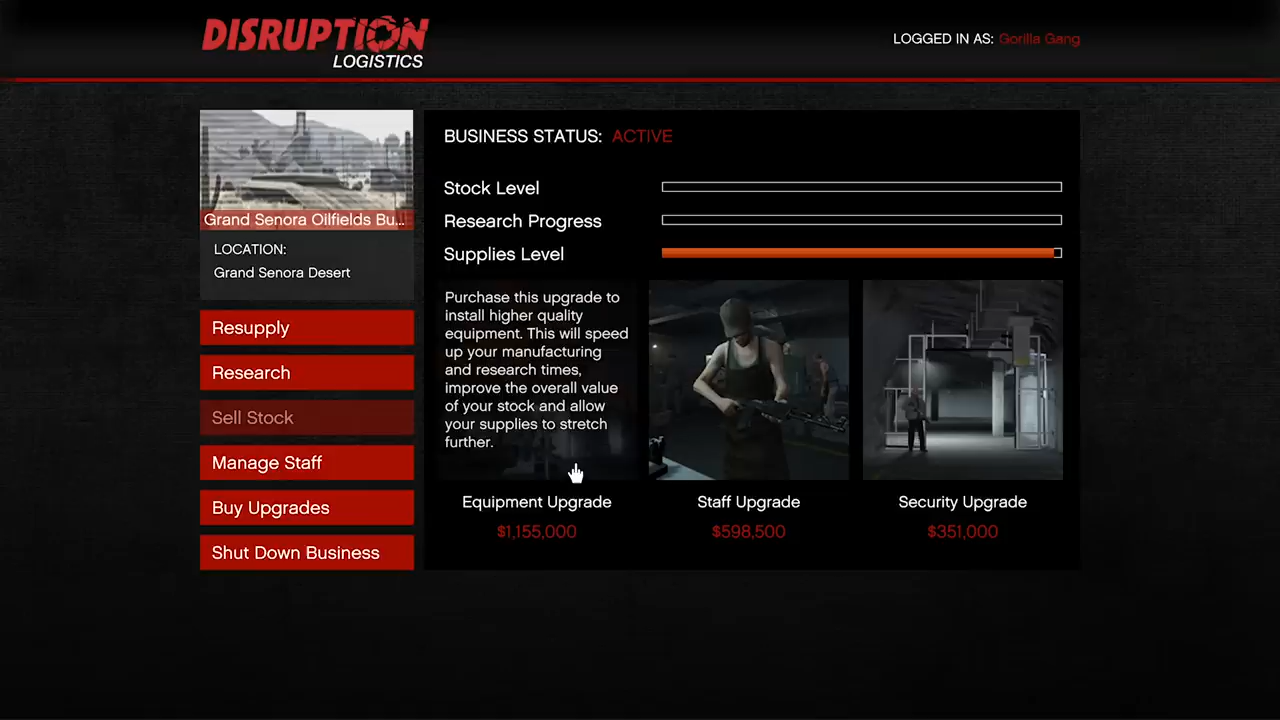 DISRUPTION
LOGISTICS
LOGGED IN AS: Gorilla Gang
Grand Senora Oilfields Bu...
LOCATION:
Grand Senora Desert
Resupply
Research
Sell Stock
Manage Staff
Buy Upgrades
Shut Down Business
BUSINESS STATUS: ACTIVE
Stock Level
Research Progress
Supplies Level
Purchase this upgrade to
install higher quality
equipment. This will speed
up your manufacturing
and research times,
improve the overall value
of your stock and allow
your supplies to stretch
further.
Equipment Upgrade
$1,155,000
Staff Upgrade
$598,500
Security Upgrade
$351,000